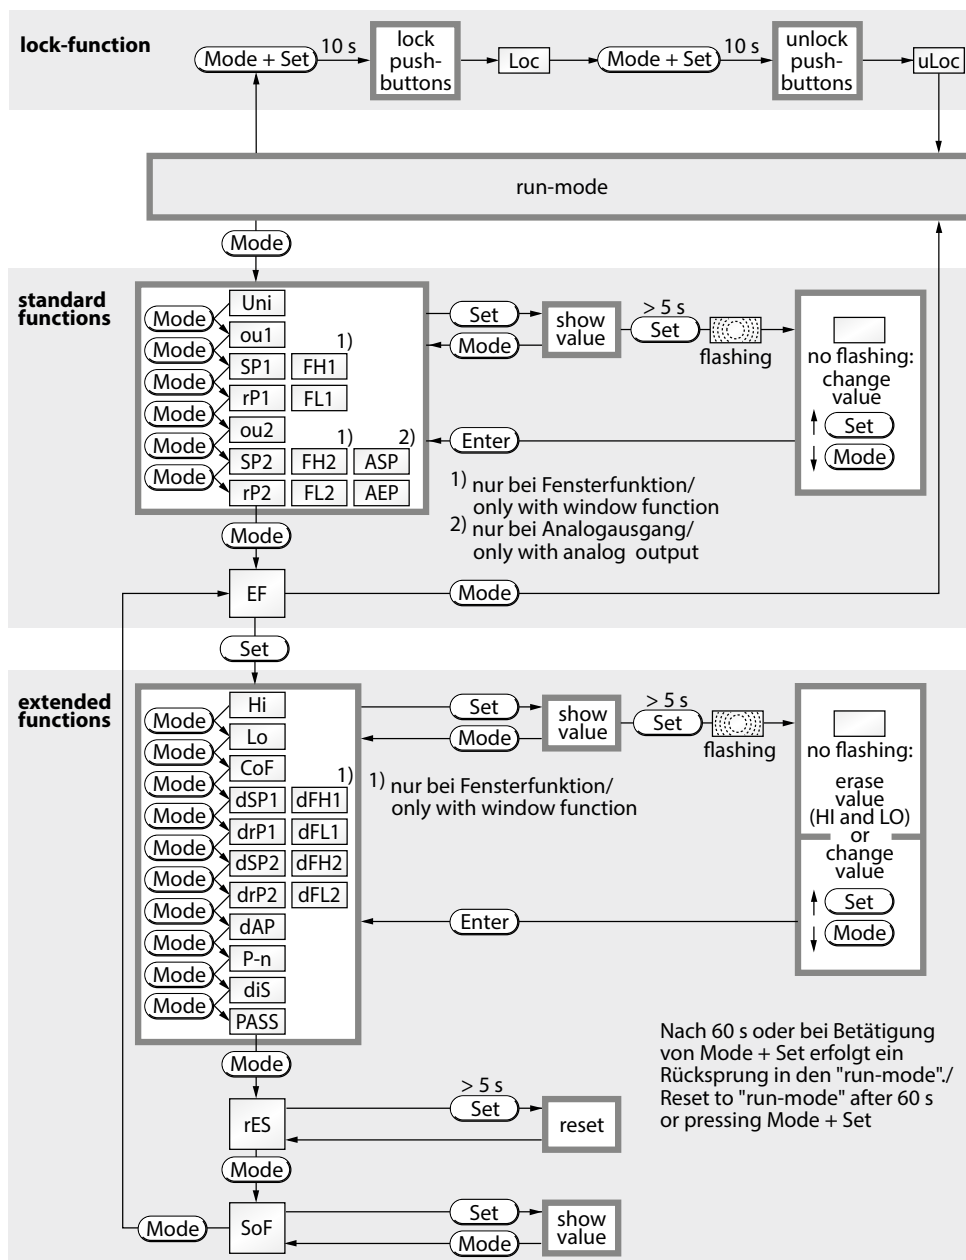 lock-function
Mode + Set
10 s
lock
push-
buttons
Loc
Mode + Set
10 s
unlock
push-
buttons
uLoc
run-mode
Mode
standard
functions
Mode
Mode
Mode
Mode
Mode
Mode
Uni
ou1
1)
SP1 FH1
rP1 FL1
ou2
1) 2)
SP2 FH2 ASP
rP2 FL2 AEP
Set
Mode
show
value
> 5 s
Set
flashing
no flashing:
change
value
Set
Mode
Enter
1) nur bei Fensterfunktion/
only with window function
2) nur bei Analogausgang/
only with analog output
Mode
EF
Mode
Set
extended
functions
Mode
Mode
Mode
Mode
Mode
Mode
Mode
Mode
Mode
Mode
Hi
Lo
CoF
1)
dSP1 dFH1
drP1 dFL1
dSP2 dFH2
drP2 dFL2
dAP
P-n
diS
PASS
Set
Mode
show
value
> 5 s
Set
flashing
no flashing:
erase
value
(HI and LO)
or
change
value
Set
Mode
1) nur bei Fensterfunktion/
only with window function
Enter
Mode
rES
> 5 s
Set
reset
Nach 60 s oder bei Betätigung
von Mode + Set erfolgt ein
Rücksprung in den "run-mode"./
Reset to "run-mode" after 60 s
or pressing Mode + Set
Mode
Mode
SoF
Set
Mode
show
value